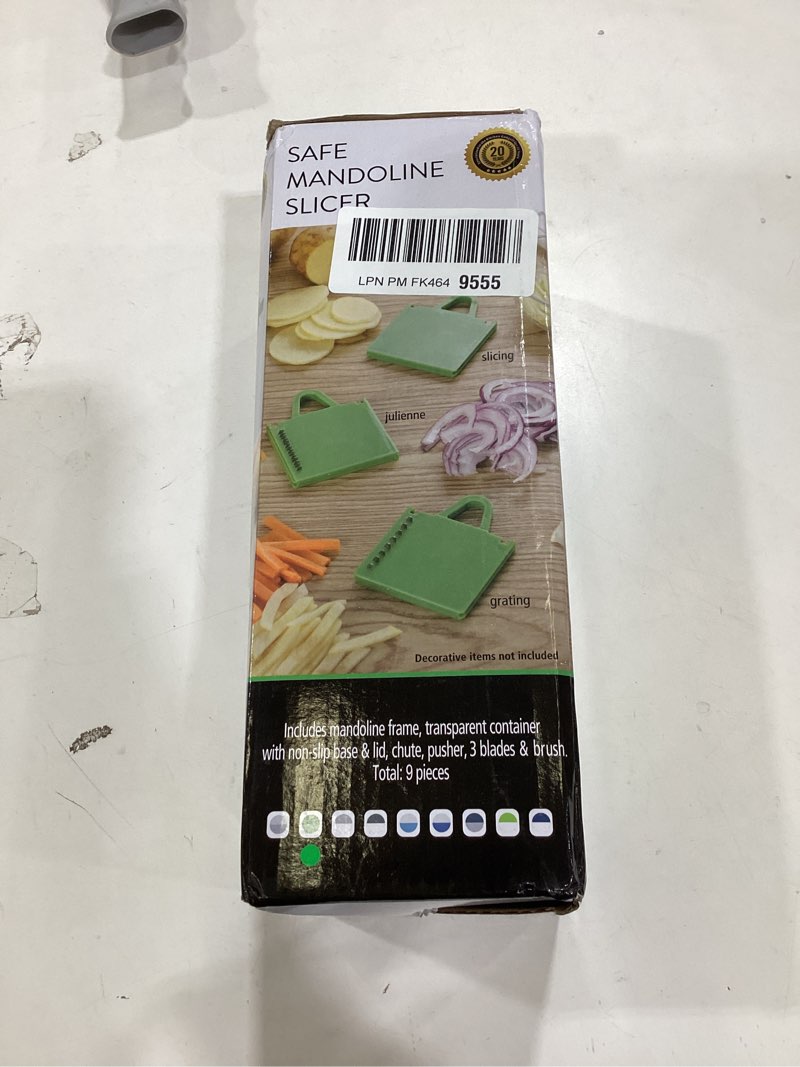 SAFE
MANDOLINE
SLICER
20
LPN PM FK464 9555
slicing
julienne
grating
Decorative items not included
Includes mandoline frame, transparent container
with non-slip base & lid, chute, pusher, 3 blades & brush.
Total: 9 pieces